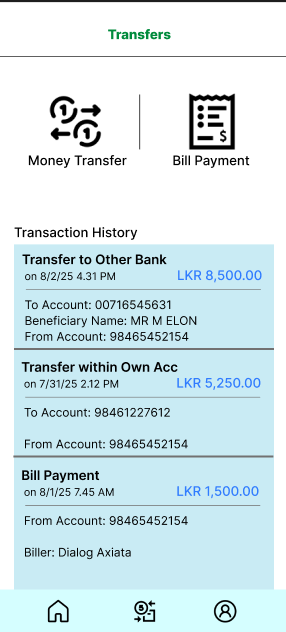 Transfers
Money Transfer
Bill Payment
Transaction History
Transfer to Other Bank
on 8/2/25 4.31 PM
LKR 8,500.00
To Account: 00716545631
Beneficiary Name: MR M ELON
From Account: 98465452154
Transfer within Own Acc
on 7/31/25 2.12 PM
LKR 5,250.00
To Account: 98461227612
From Account: 98465452154
Bill Payment
on 8/1/25 7.45 AM
LKR 1,500.00
From Account: 98465452154
Biller: Dialog Axiata